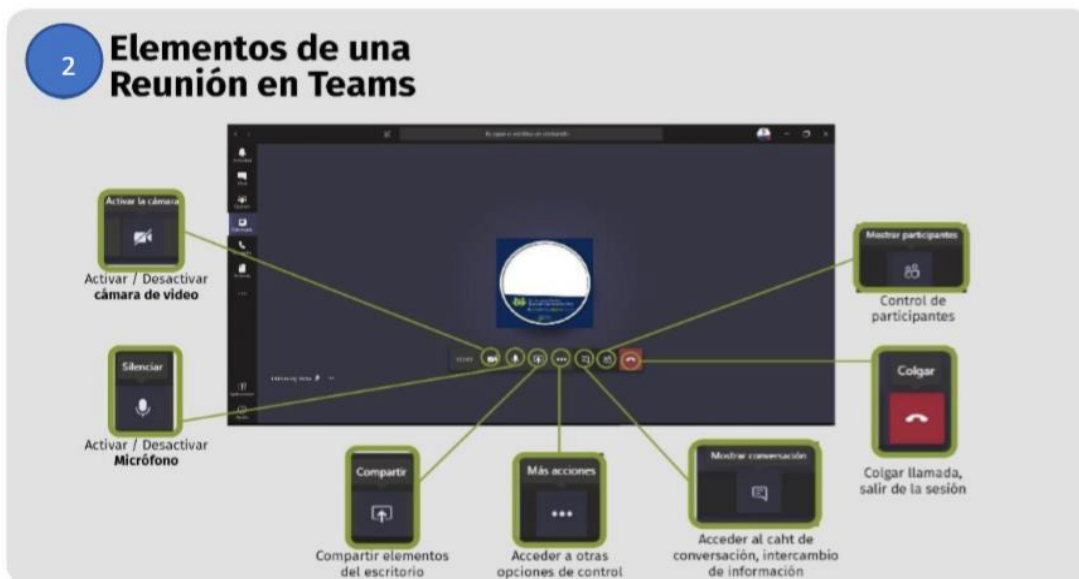 2
Elementos de una
Reunión en Teams
Activar la cámara
Activar / Desactivar
cámara de video
Silenciar
Activar / Desactivar
Micrófono
Compartir
Compartir elementos
del escritorio
Más acciones
Acceder a otras
opciones de control
Mostrar conversación
Acceder al caht de
conversación, intercambio
de información
Mostrar participantes
Control de
participantes
Colgar
Colgar llamada,
salir de la sesión